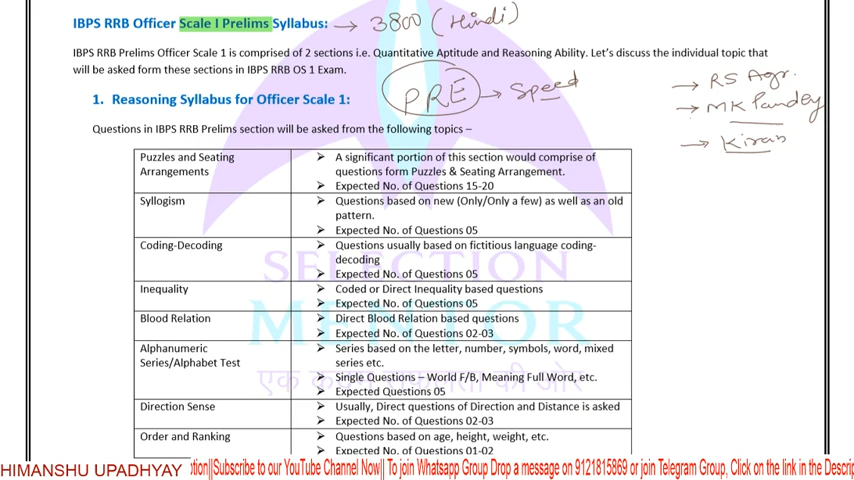 IBPS RRB Officer Scale I Prelims Syllabus: → 3800 (Hindi)
IBPS RRB Prelims Officer Scale 1 is comprised of 2 sections i.e. Quantitative Aptitude and Reasoning Ability. Let's discuss the individual topic that
will be asked form these sections in IBPS RRB OS 1 Exam.
PRE → Speed
→ RS Agr.
→ MK Pandey
→ Kiran
1. Reasoning Syllabus for Officer Scale 1:
Questions in IBPS RRB Prelims section will be asked from the following topics –
Puzzles and Seating
Arrangements
➢ A significant portion of this section would comprise of
questions form Puzzles & Seating Arrangement.
➢ Expected No. of Questions 15-20
Syllogism
➢ Questions based on new (Only/Only a few) as well as an old
pattern.
➢ Expected No. of Questions 05
Coding-Decoding
➢ Questions usually based on fictitious language coding-
decoding
➢ Expected No. of Questions 05
Inequality
➢ Coded or Direct Inequality based questions
➢ Expected No. of Questions 05
Blood Relation
➢ Direct Blood Relation based questions
➢ Expected No. of Questions 02-03
Alphanumeric
Series/Alphabet Test
➢ Series based on the letter, number, symbols, word, mixed
series etc.
➢ Single Questions – World F/B, Meaning Full Word, etc.
➢ Expected Questions 05
Direction Sense
➢ Usually, Direct questions of Direction and Distance is asked
➢ Expected No. of Questions 02-03
Order and Ranking
➢ Questions based on age, height, weight, etc.
➢ Expected No. of Questions 01-02
SELECTION
MENTOR
एक की ओर
HIMANSHU UPADHYAY
tion||Subscribe to our YouTube Channel Now|| To join Whatsapp Group Drop a message on 9121815869 or join Telegram Group, Click on the link in the Descrip